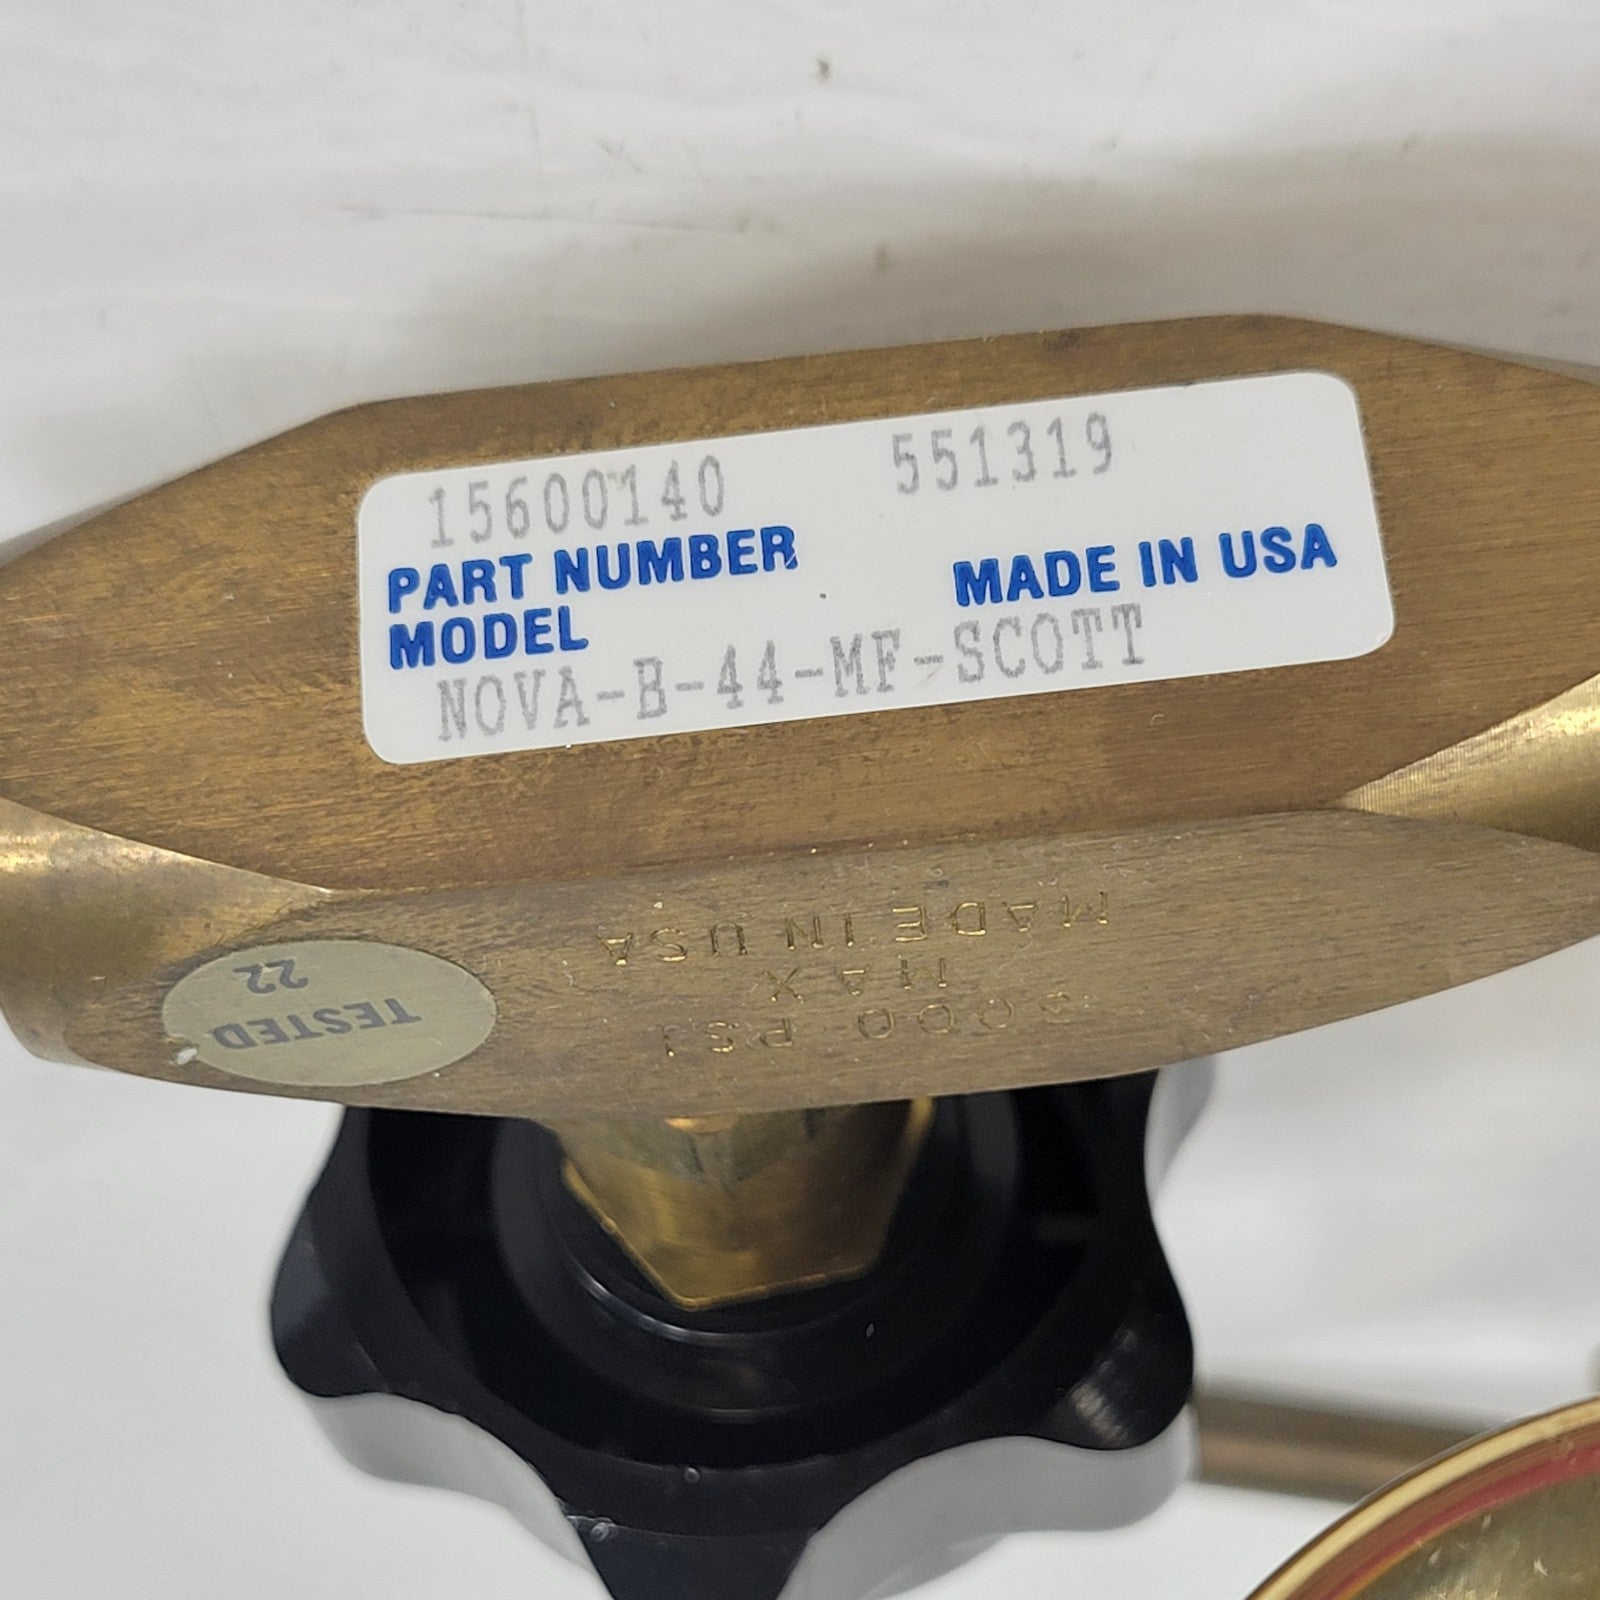 15600140 551319
PART NUMBER MADE IN USA
MODEL
NOVA-B-44-MF-SCOTT
MADE IN USA
MAX
PSI
TESTED
22